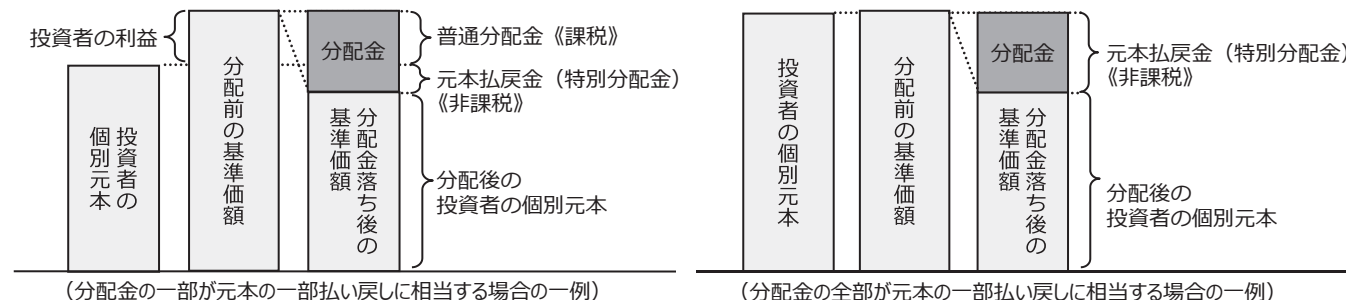 投資者の利益
投資者の
個別元本
分配前の基準価額
分配金
分配金落ち後の
基準価額
普通分配金《課税》
元本払戻金（特別分配金）
《非課税》
分配後の
投資者の個別元本
（分配金の一部が元本の一部払い戻しに相当する場合の一例）
投資者の個別元本
分配前の基準価額
分配金
分配金落ち後の
基準価額
元本払戻金（特別分配金）
《非課税》
分配後の
投資者の個別元本
（分配金の全部が元本の一部払い戻しに相当する場合の一例）